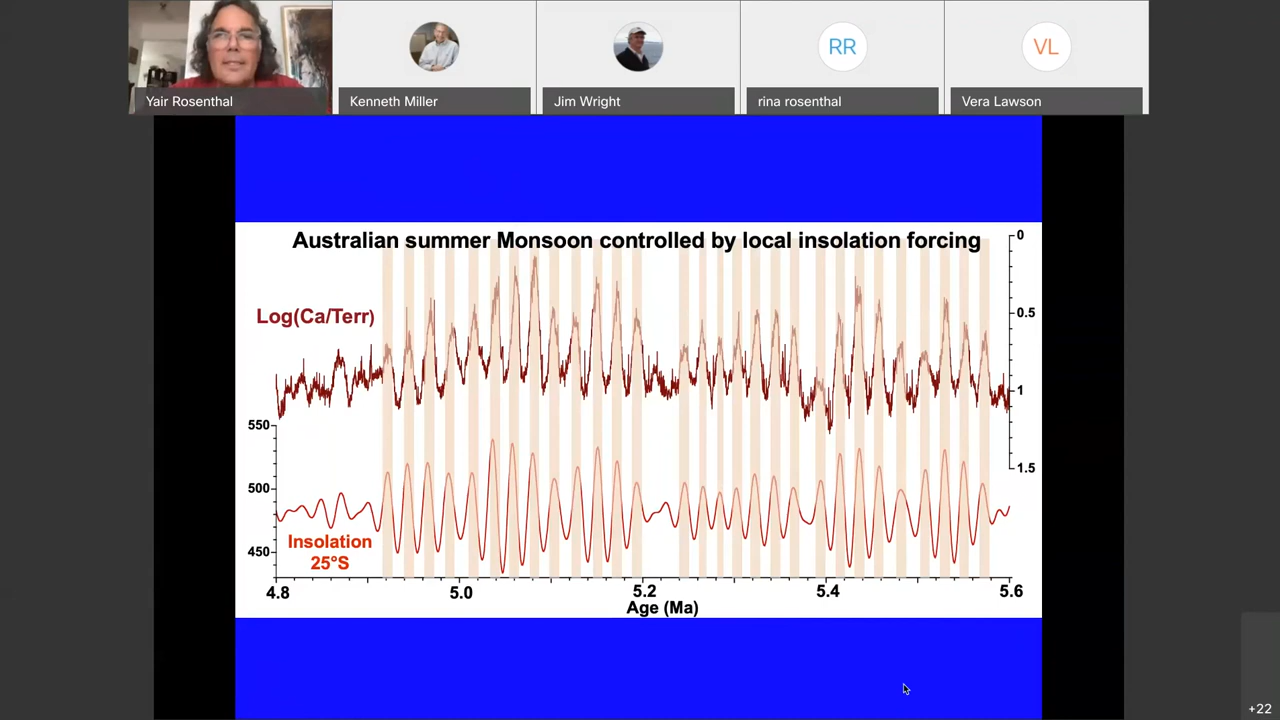 RR
VL
Yair Rosenthal
Kenneth Miller
Jim Wright
rina rosenthal
Vera Lawson
Australian summer Monsoon controlled by local insolation forcing
0
Log(Ca/Terr)
0.5
1
550
1.5
500
Insolation
25°S
450
4.8
5.0
5.2
5.4
5.6
Age (Ma)
+22